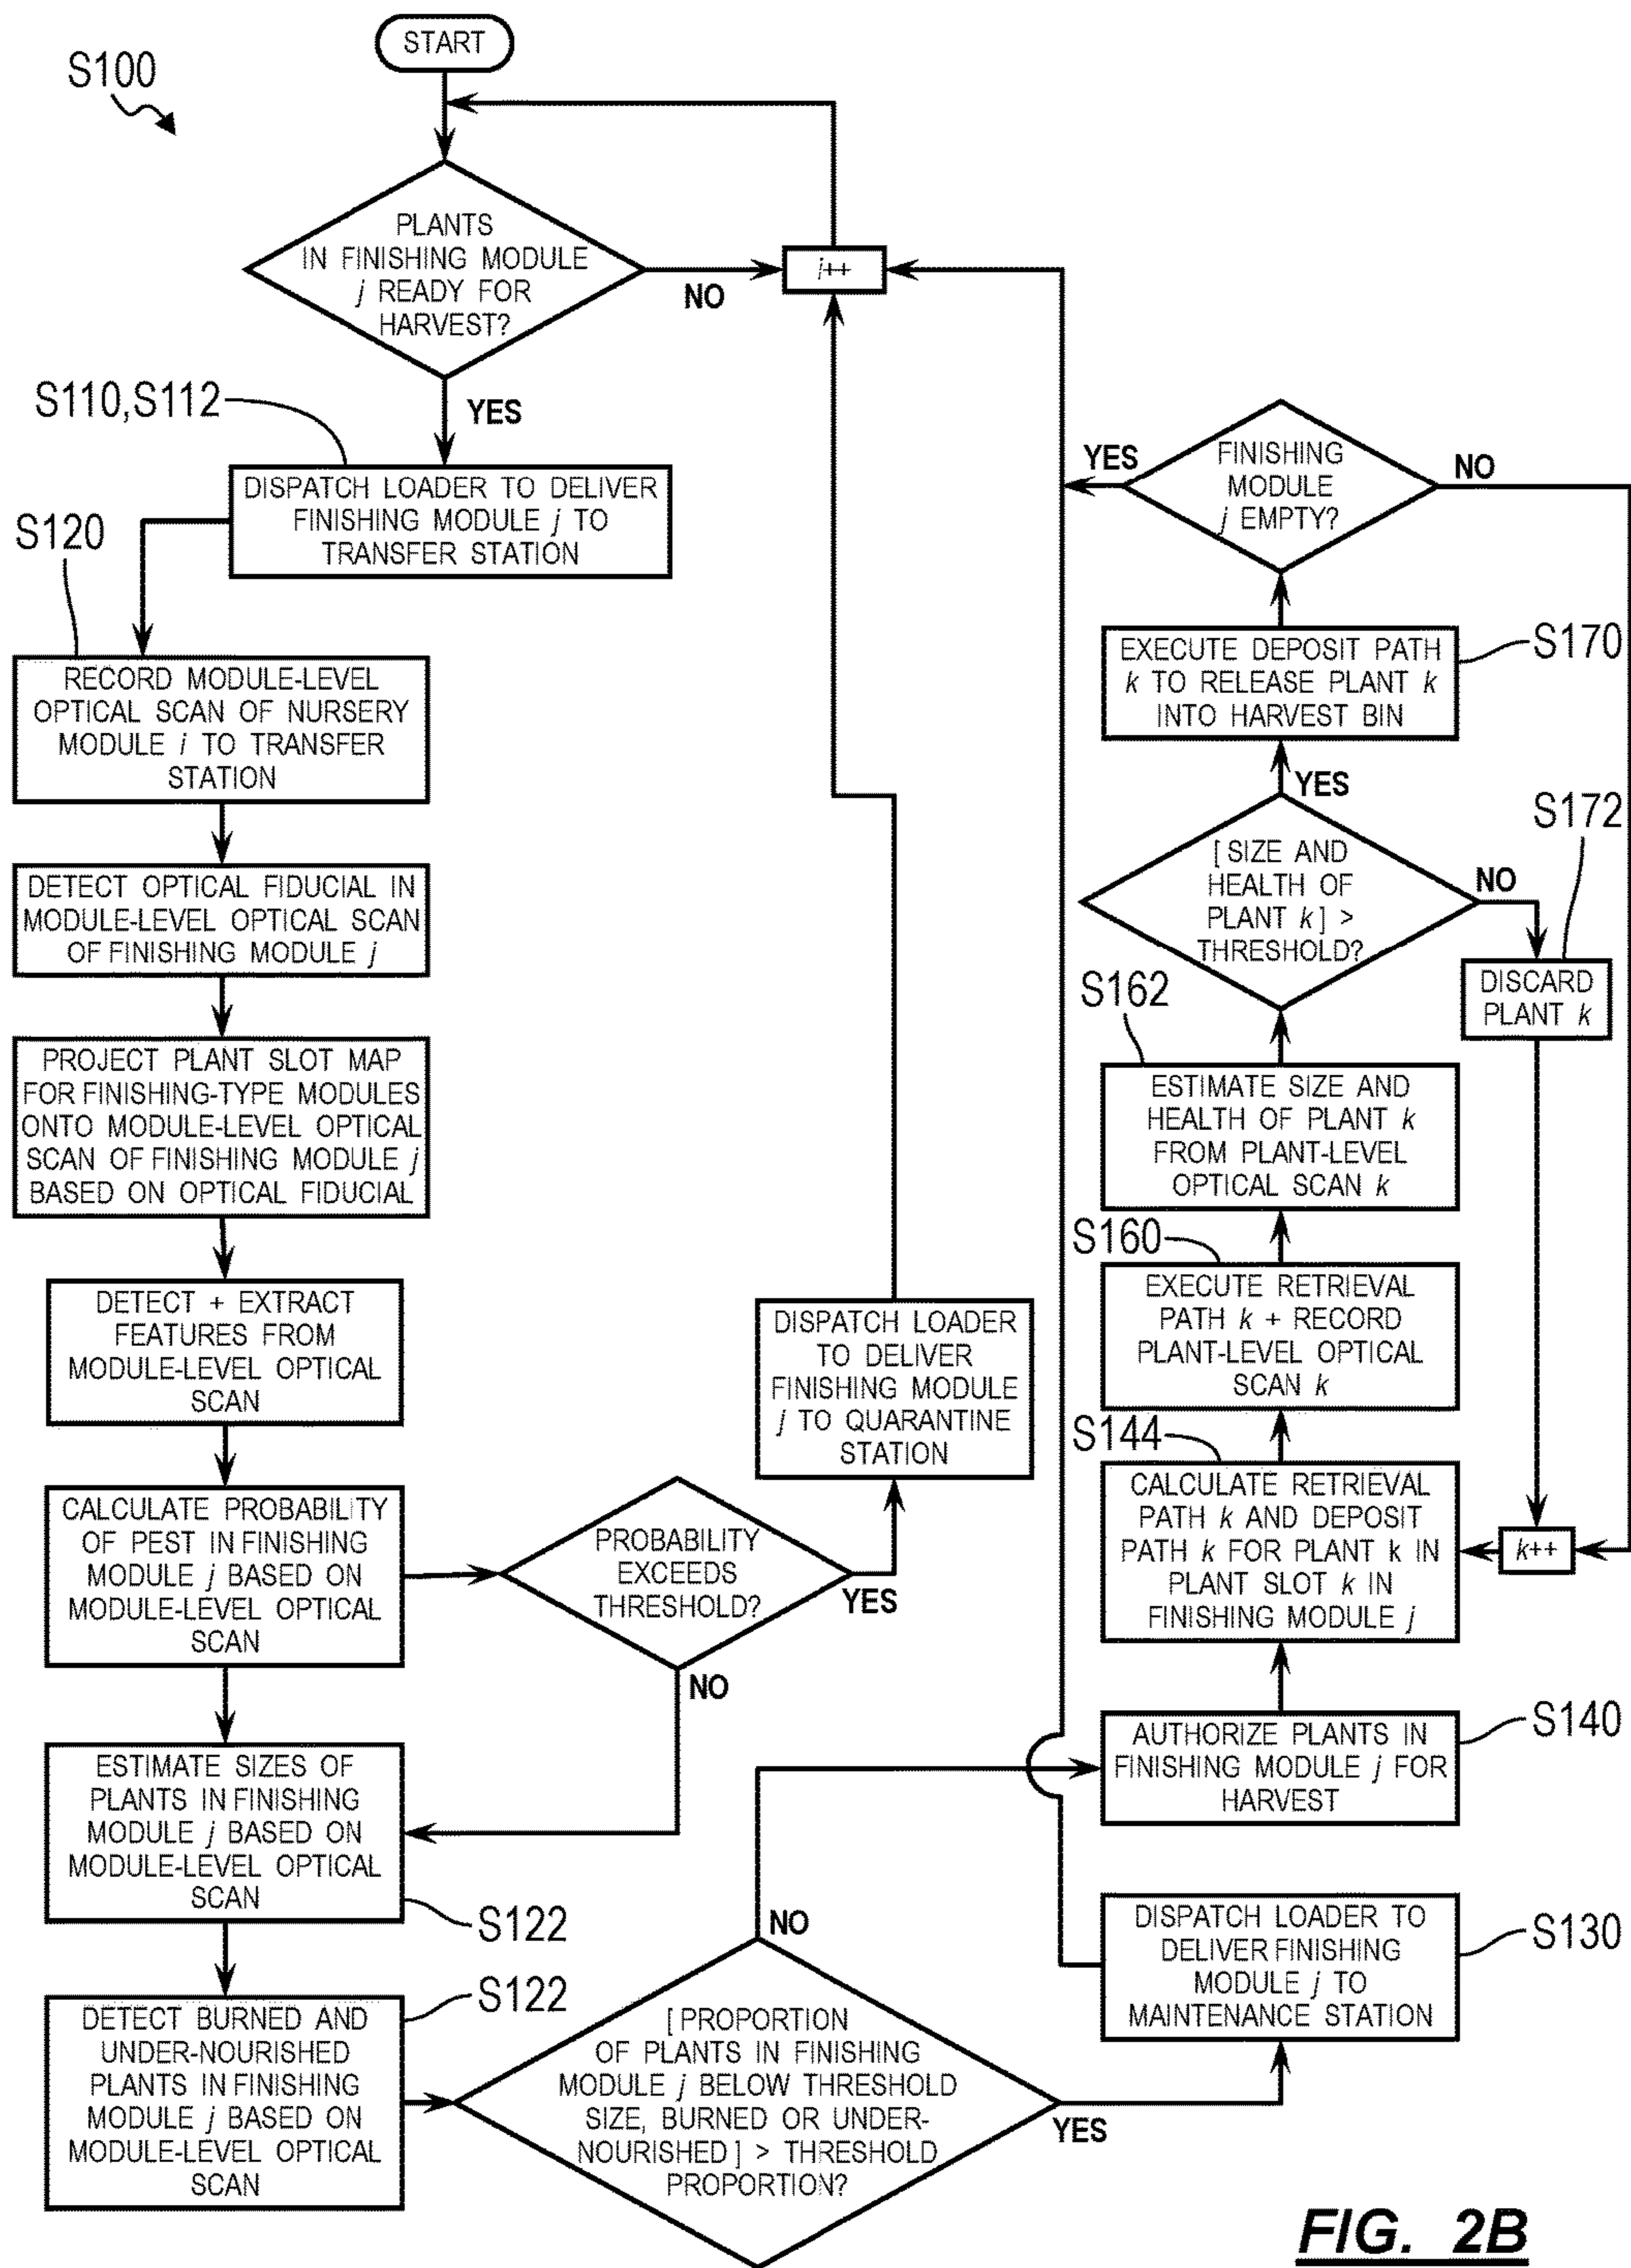 START
S100
PLANTS
IN FINISHING MODULE
j READY FOR
HARVEST?
NO
i++
YES
S110,S112
DISPATCH LOADER TO DELIVER
FINISHING MODULE j TO
TRANSFER STATION
S120
RECORD MODULE-LEVEL
OPTICAL SCAN OF NURSERY
MODULE i TO TRANSFER
STATION
DETECT OPTICAL FIDUCIAL IN
MODULE-LEVEL OPTICAL SCAN
OF FINISHING MODULE j
PROJECT PLANT SLOT MAP
FOR FINISHING-TYPE MODULES
ONTO MODULE-LEVEL OPTICAL
SCAN OF FINISHING MODULE j
BASED ON OPTICAL FIDUCIAL
DETECT + EXTRACT
FEATURES FROM
MODULE-LEVEL OPTICAL
SCAN
CALCULATE PROBABILITY
OF PEST IN FINISHING
MODULE j BASED ON
MODULE-LEVEL OPTICAL
SCAN
PROBABILITY
EXCEEDS
THRESHOLD?
YES
NO
DISPATCH LOADER
TO DELIVER
FINISHING MODULE
j TO QUARANTINE
STATION
ESTIMATE SIZES OF
PLANTS IN FINISHING
MODULE j BASED ON
MODULE-LEVEL OPTICAL
SCAN
S122
DETECT BURNED AND
UNDER-NOURISHED
PLANTS IN FINISHING
MODULE j BASED ON
MODULE-LEVEL OPTICAL
SCAN
S122
[PROPORTION
OF PLANTS IN FINISHING
MODULE j BELOW THRESHOLD
SIZE, BURNED OR UNDER-
NOURISHED] > THRESHOLD
PROPORTION?
NO
YES
DISPATCH LOADER TO
DELIVER FINISHING
MODULE j TO
MAINTENANCE STATION
S130
AUTHORIZE PLANTS IN
FINISHING MODULE j FOR
HARVEST
S140
CALCULATE RETRIEVAL
PATH k AND DEPOSIT
PATH k FOR PLANT k IN
PLANT SLOT k IN
FINISHING MODULE j
S144
k++
EXECUTE RETRIEVAL
PATH k + RECORD
PLANT-LEVEL OPTICAL
SCAN k
S160
ESTIMATE SIZE AND
HEALTH OF PLANT k
FROM PLANT-LEVEL
OPTICAL SCAN k
S162
[SIZE AND
HEALTH OF
PLANT k] >
THRESHOLD?
NO
S172
DISCARD
PLANT k
YES
EXECUTE DEPOSIT PATH
k TO RELEASE PLANT k
INTO HARVEST BIN
S170
FINISHING
MODULE
j EMPTY?
YES
NO
FIG. 2B